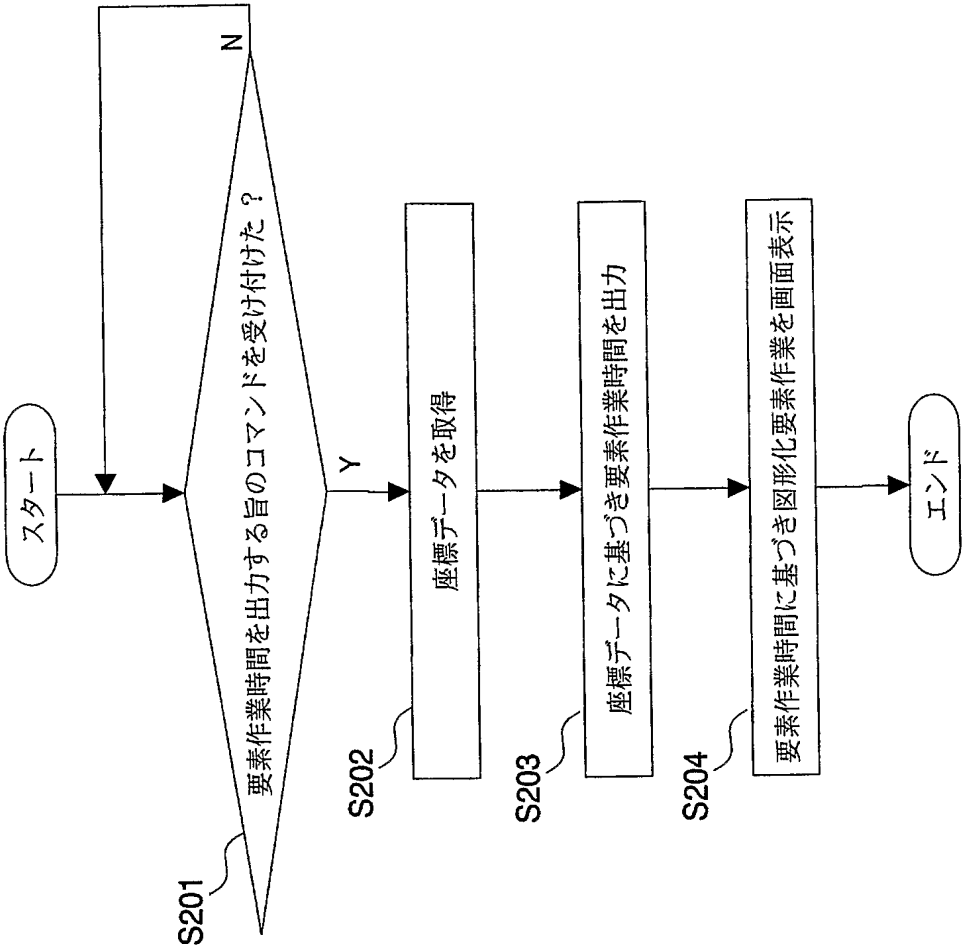 スタート
S201
要素作業時間を出力する旨のコマンドを受け付けた？
N
Y
S202
座標データを取得
S203
座標データに基づき要素作業時間を出力
S204
要素作業時間に基づき図形化要素作業を画面表示
エンド